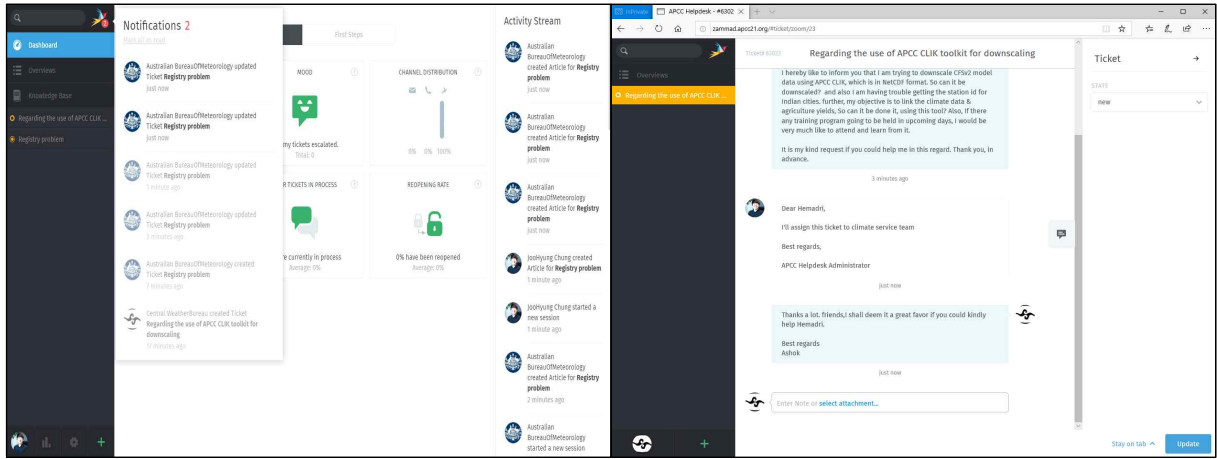 Dashboard
Overviews
Knowledge Base
Regarding the use of APCC CLIK ...
Registry problem
Notifications 2
Mark all as read
Australian BureauOfMeteorology updated
Ticket Registry problem
just now
Australian BureauOfMeteorology updated
Ticket Registry problem
just now
Australian BureauOfMeteorology updated
Ticket Registry problem
Australian BureauOfMeteorology updated
Ticket Registry problem
Australian BureauOfMeteorology created
Ticket Registry problem
Central WeatherBureau created Ticket
Regarding the use of APCC CLIK toolkit for
downscaling
First Steps
MOOD
my tickets escalated.
Total: 0
CHANNEL DISTRIBUTION
0% 0% 100%
R TICKETS IN PROCESS
e currently in process
Average: 0%
REOPENING RATE
0% have been reopened
Average: 0%
Activity Stream
Australian
BureauOfMeteorology
created Article for Registry
problem
just now
Australian
BureauOfMeteorology
created Article for Registry
problem
just now
Australian
BureauOfMeteorology
created Article for Registry
problem
just now
JooHyung Chung created
Article for Registry problem
1 minute ago
JooHyung Chung started a
new session
1 minute ago
Australian
BureauOfMeteorology
created Article for Registry
problem
2 minutes ago
Australian
BureauOfMeteorology
started a new session
InPrivate
APCC Helpdesk - #6302
zammad.apcc21.org/#ticket/zoom/23
Overviews
Regarding the use of APCC CLIK ...
Regarding the use of APCC CLIK toolkit for downscaling
I hereby like to inform you that I am trying to downscale CFSv2 model
data using APCC CLIK, which is in NetCDF format. So can it be
downscaled? and also I am having trouble getting the station id for
Indian cities. further, my objective is to link the climate data &
agriculture yields, So can it be done it, using this tool? Also, if there
any training program going to be held in upcoming days, I would be
very much like to attend and learn from it.
It is my kind request if you could help me in this regard. Thank you, in
advance.
3 minutes ago
Dear Hemadri,
I'll assign this ticket to climate service team
Best regards,
APCC Helpdesk Administrator
just now
Thanks a lot. friends,I shall deem it a great favor if you could kindly
help Hemadri.
Best regards
Ashok
just now
Enter Note or select attachment...
Ticket
STATE
new
Stay on tab
Update